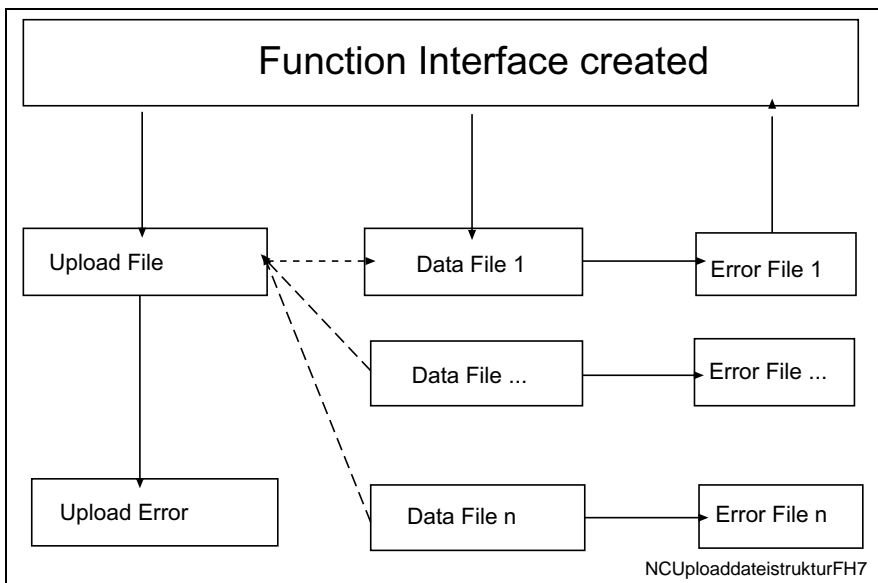 Function Interface created
Upload File
Data File 1
Error File 1
Data File ...
Error File ...
Upload Error
Data File n
Error File n
NCUploaddateistrukturFH7